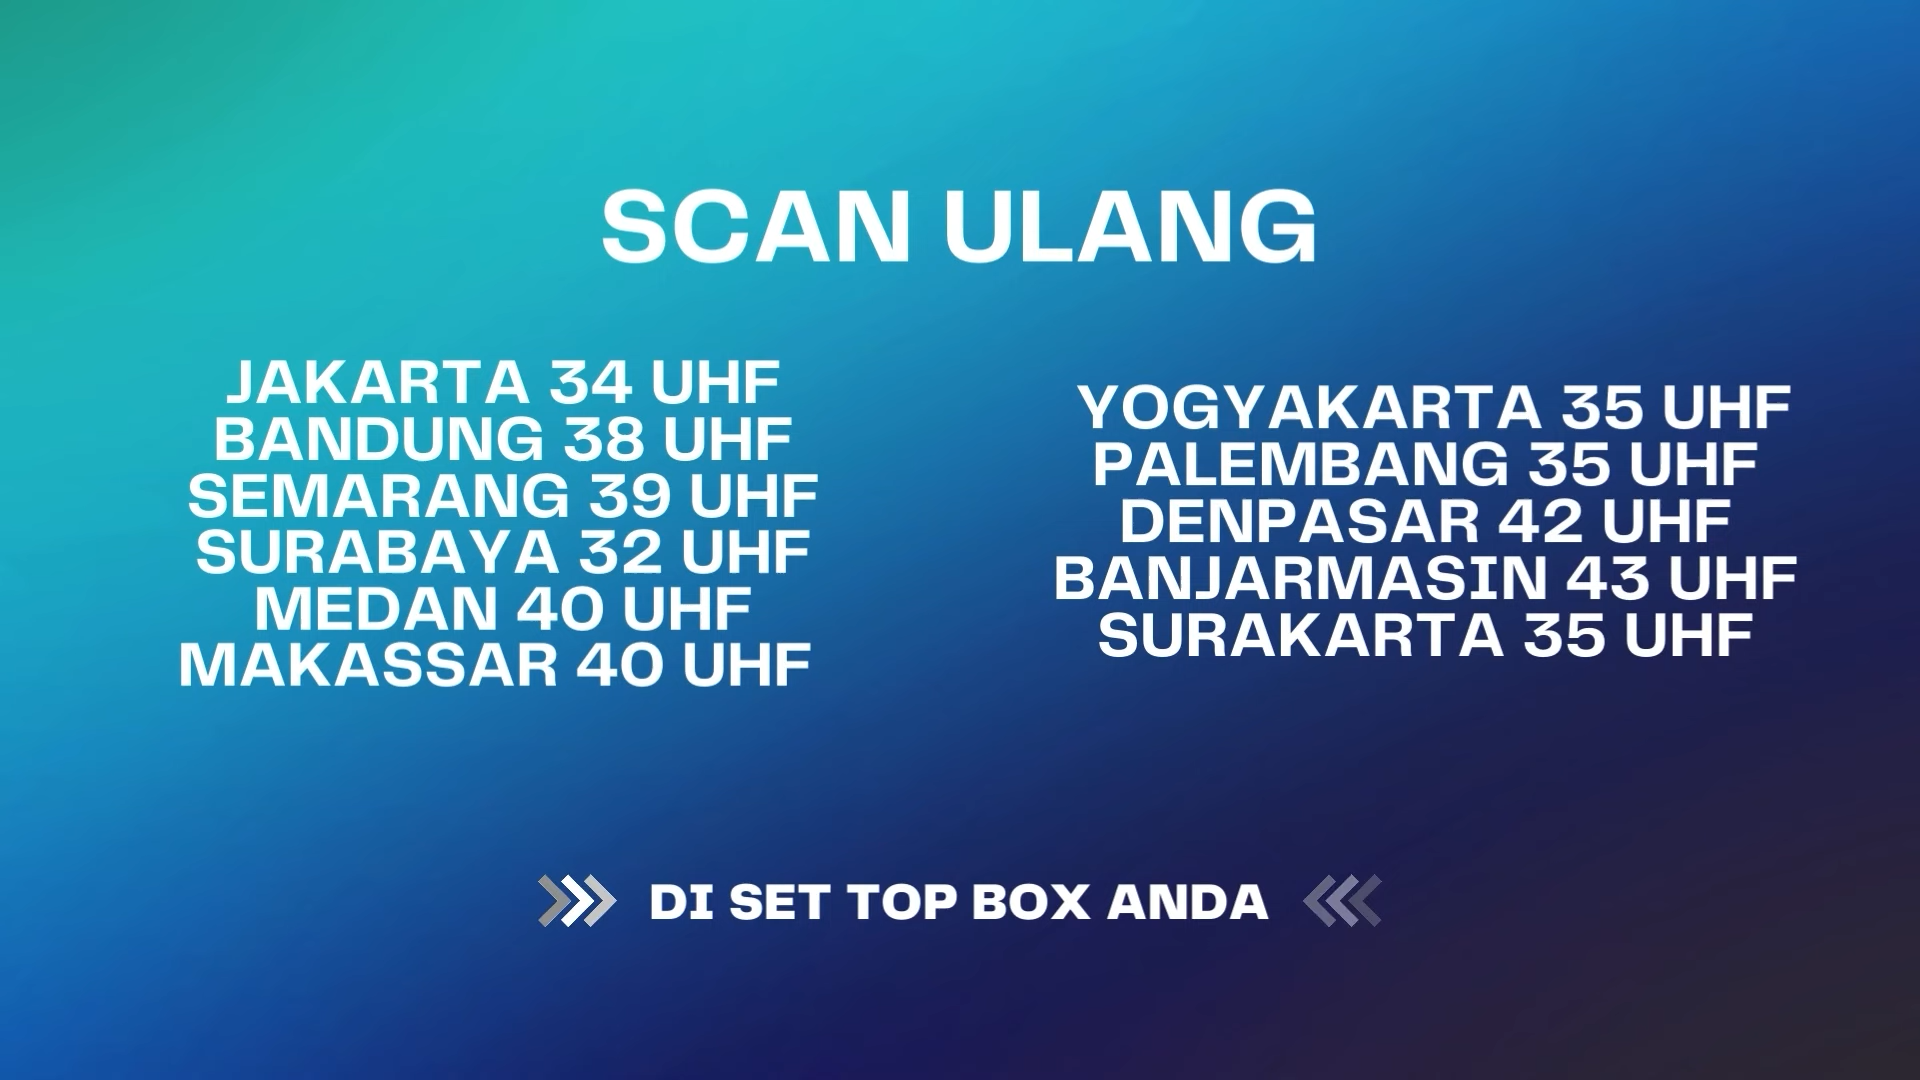 SCAN ULANG
JAKARTA 34 UHF
BANDUNG 38 UHF
SEMARANG 39 UHF
SURABAYA 32 UHF
MEDAN 40 UHF
MAKASSAR 40 UHF
YOGYAKARTA 35 UHF
PALEMBANG 35 UHF
DENPASAR 42 UHF
BANJARMASIN 43 UHF
SURAKARTA 35 UHF
DI SET TOP BOX ANDA